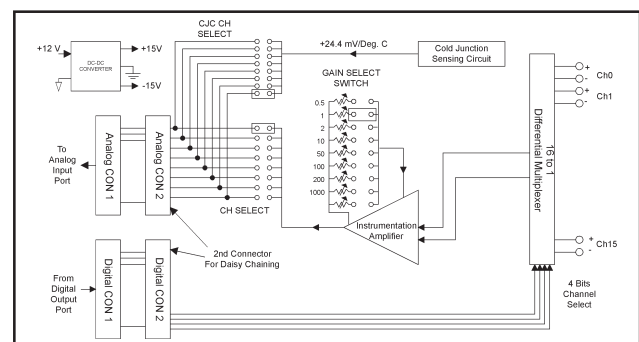 CJC CH
SELECT
+12 V
DC-DC
CONVERTER
+15V
-15V
+24.4 mV/Deg. C
Cold Junction
Sensing Circuit
GAIN SELECT
SWITCH
0.5
1
2
10
50
100
200
1000
16 to 1
Differential Multiplexer
+
-
Ch0
+
-
Ch1
+
-
Ch15
To
Analog
Input
Port
Analog CON 1
Analog CON 2
CH SELECT
Instrumentation
Amplifier
2nd Connector
For Daisy Chaining
From
Digital
Output
Port
Digital CON 1
Digital CON 2
4 Bits
Channel
Select